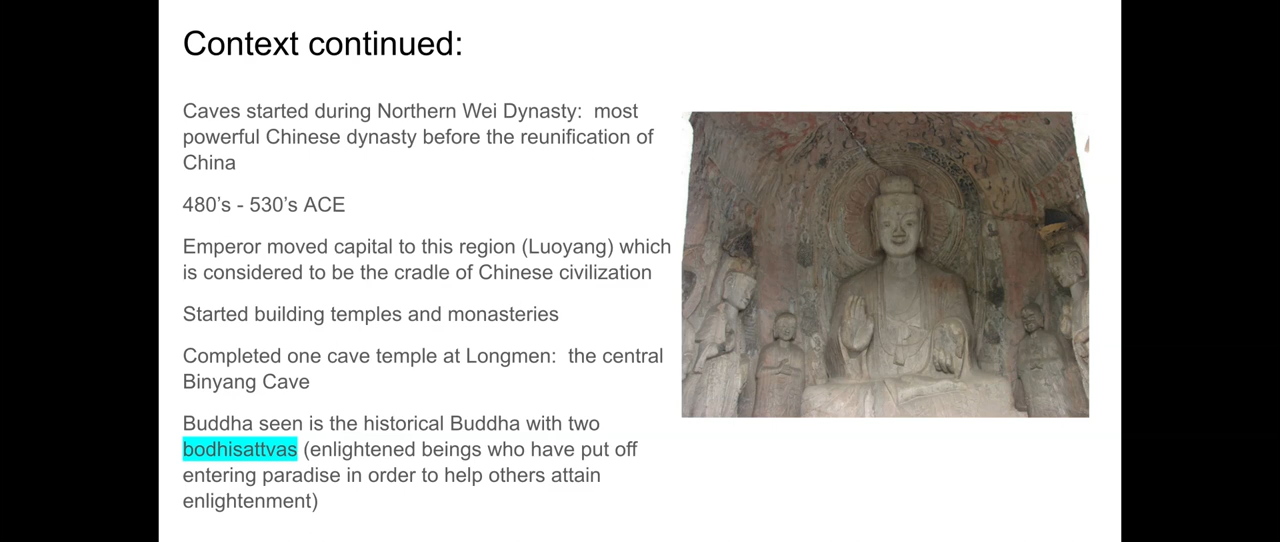 Context continued:
Caves started during Northern Wei Dynasty:  most
powerful Chinese dynasty before the reunification of
China
480’s - 530’s ACE
Emperor moved capital to this region (Luoyang) which
is considered to be the cradle of Chinese civilization
Started building temples and monasteries
Completed one cave temple at Longmen:  the central
Binyang Cave
Buddha seen is the historical Buddha with two
bodhisattvas (enlightened beings who have put off
entering paradise in order to help others attain
enlightenment)